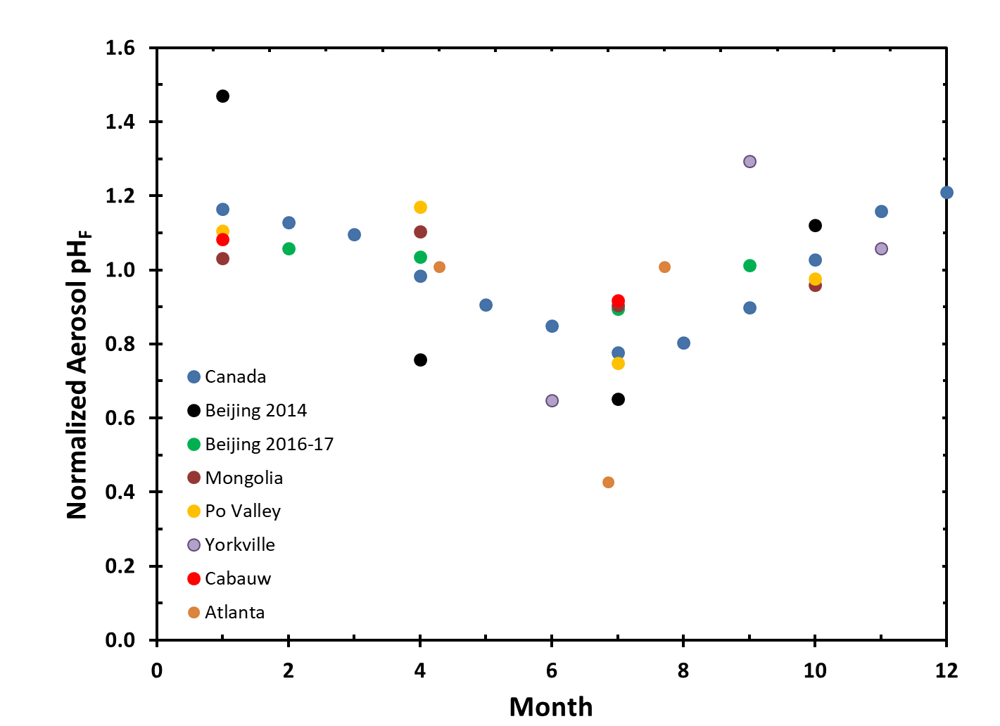 1.6
1.4
1.2
1.0
0.8
0.6
0.4
0.2
0.0
Normalized Aerosol pHF
Canada
Beijing 2014
Beijing 2016-17
Mongolia
Po Valley
Yorkville
Cabauw
Atlanta
0 2 4 6 8 10 12
Month